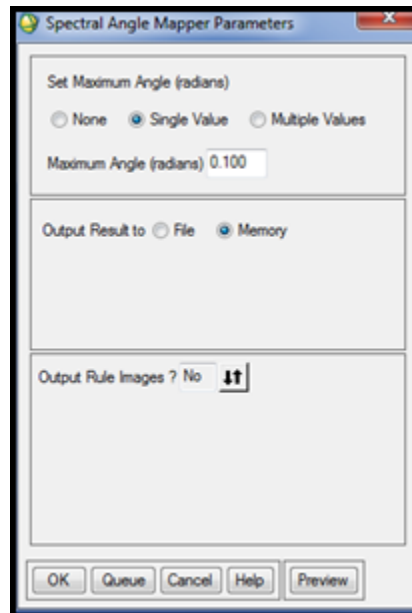 Spectral Angle Mapper Parameters
Set Maximum Angle (radians)
None Single Value Multiple Values
Maximum Angle (radians) 0.100
Output Result to File Memory
Output Rule Images ? No
OK Queue Cancel Help Preview